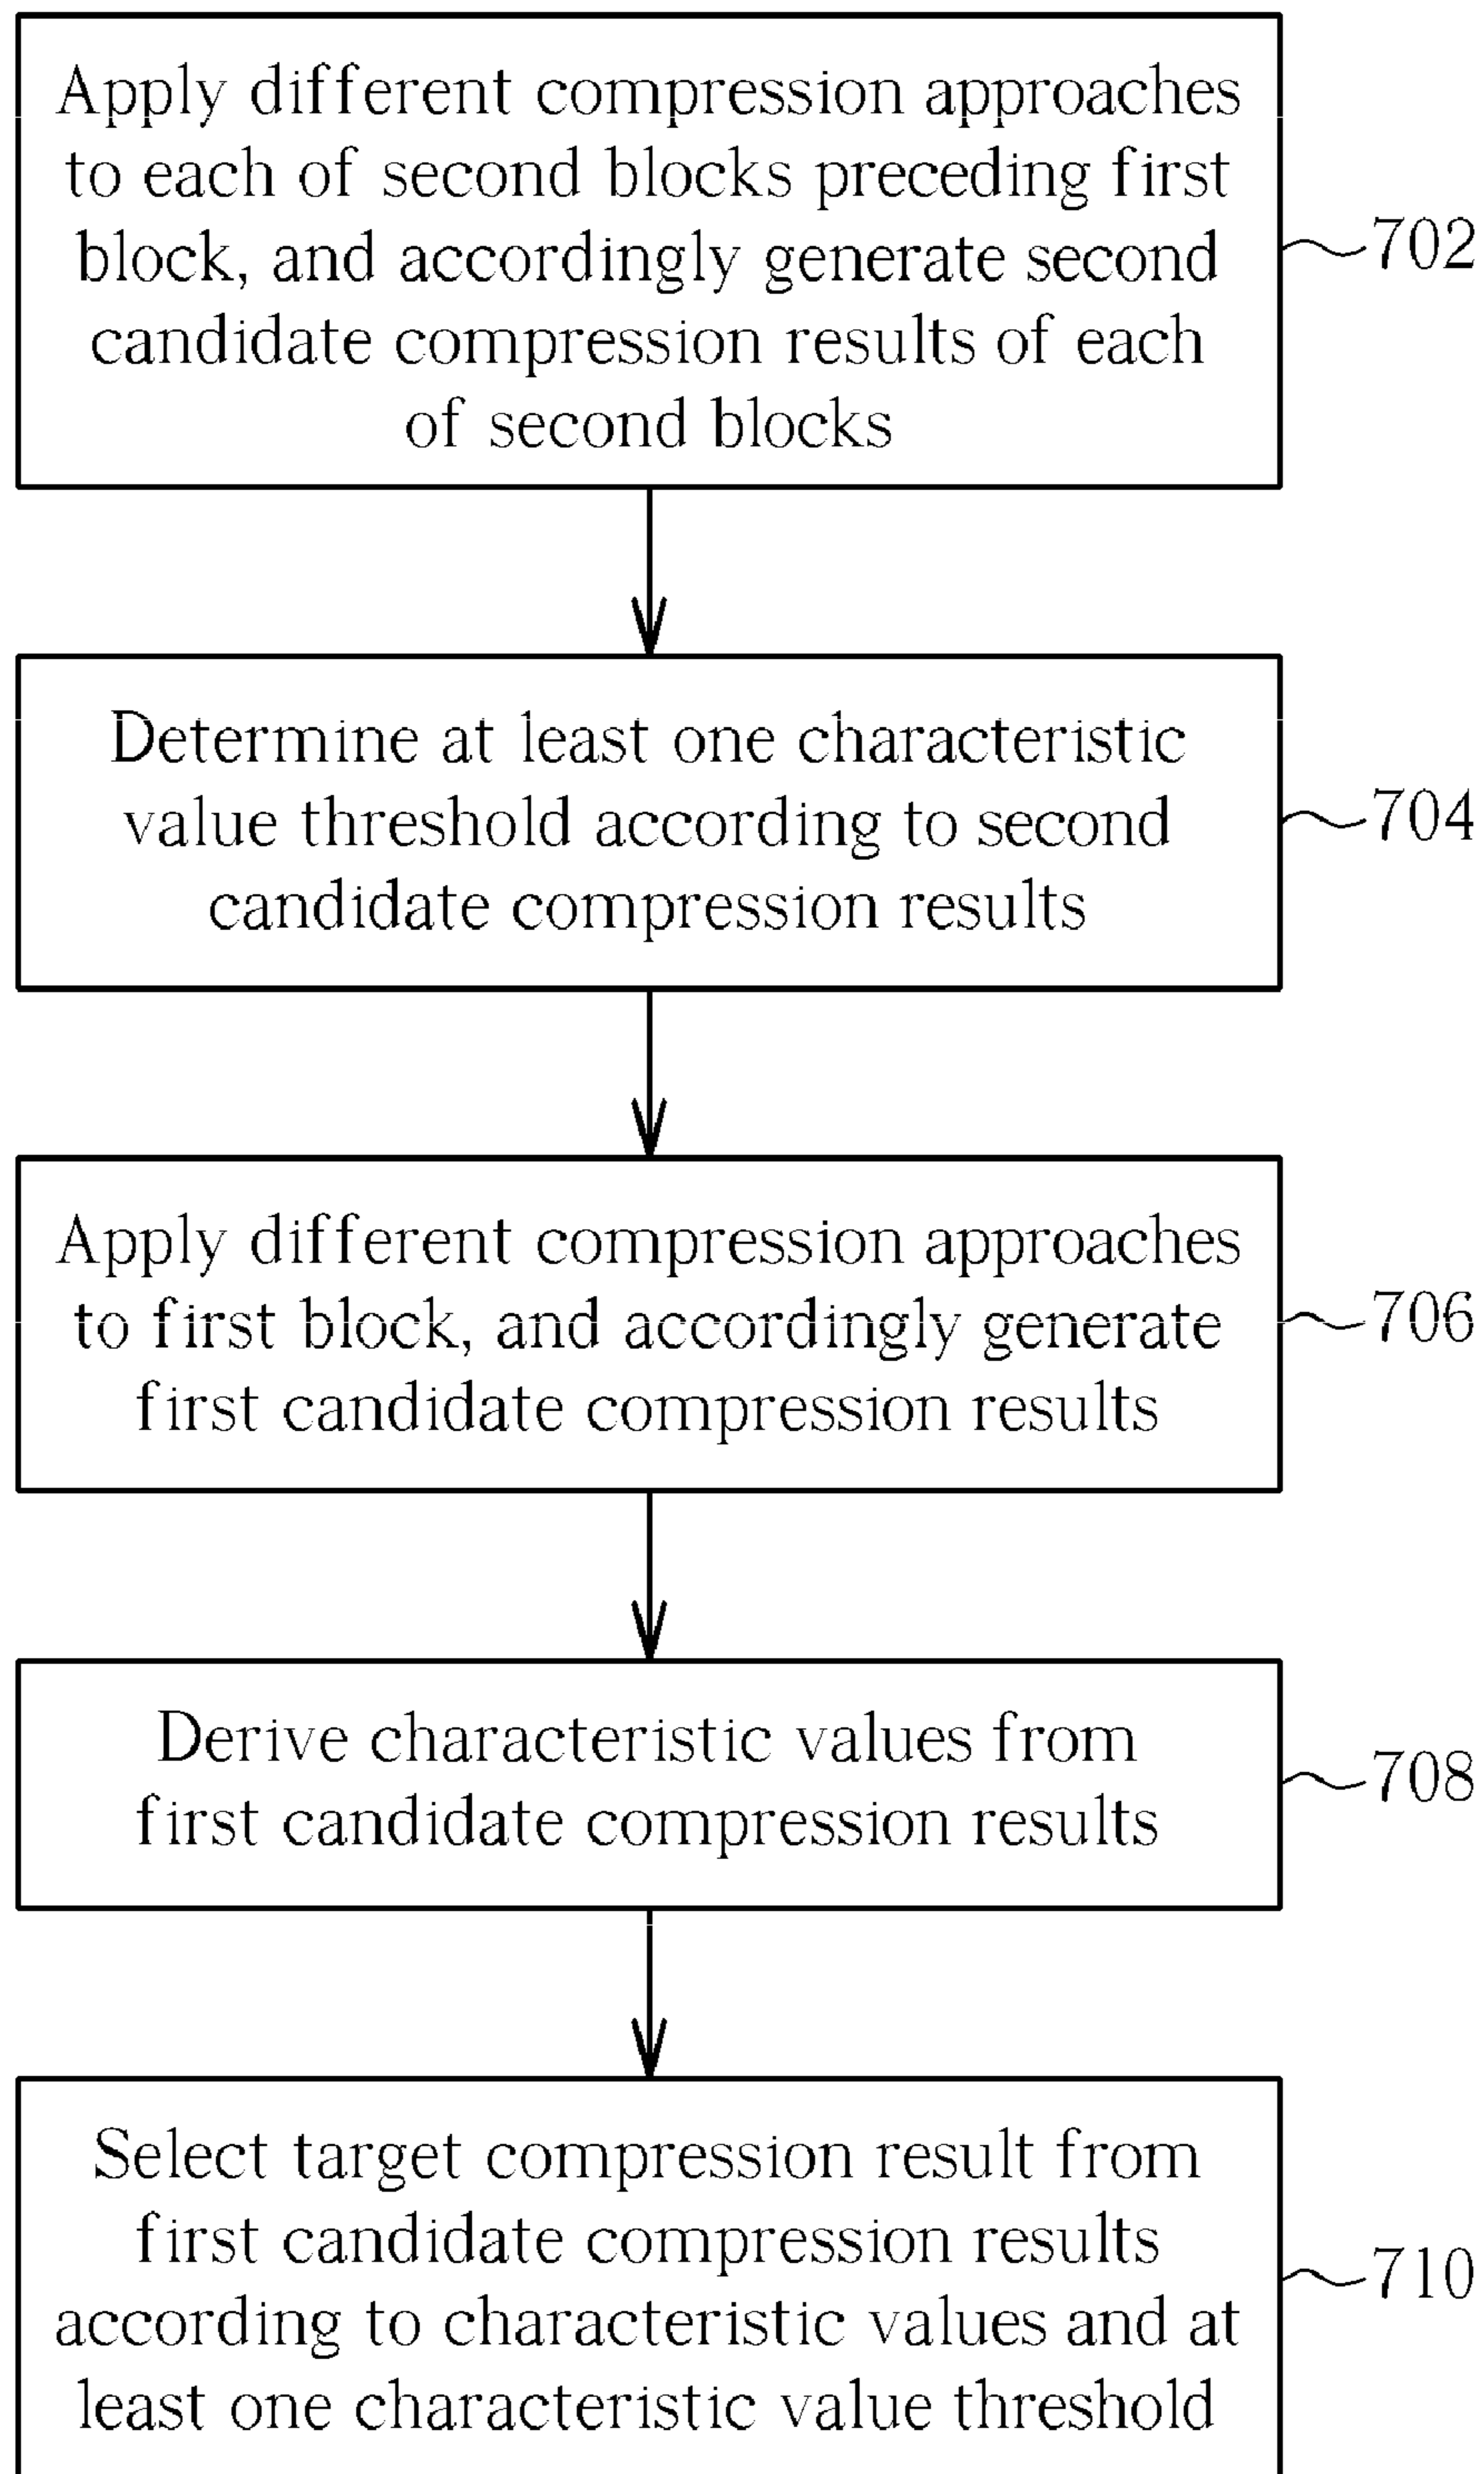 Apply different compression approaches
to each of second blocks preceding first
block, and accordingly generate second
candidate compression results of each
of second blocks
702
Determine at least one characteristic
value threshold according to second
candidate compression results
704
Apply different compression approaches
to first block, and accordingly generate
first candidate compression results
706
Derive characteristic values from
first candidate compression results
708
Select target compression result from
first candidate compression results
according to characteristic values and at
least one characteristic value threshold
710